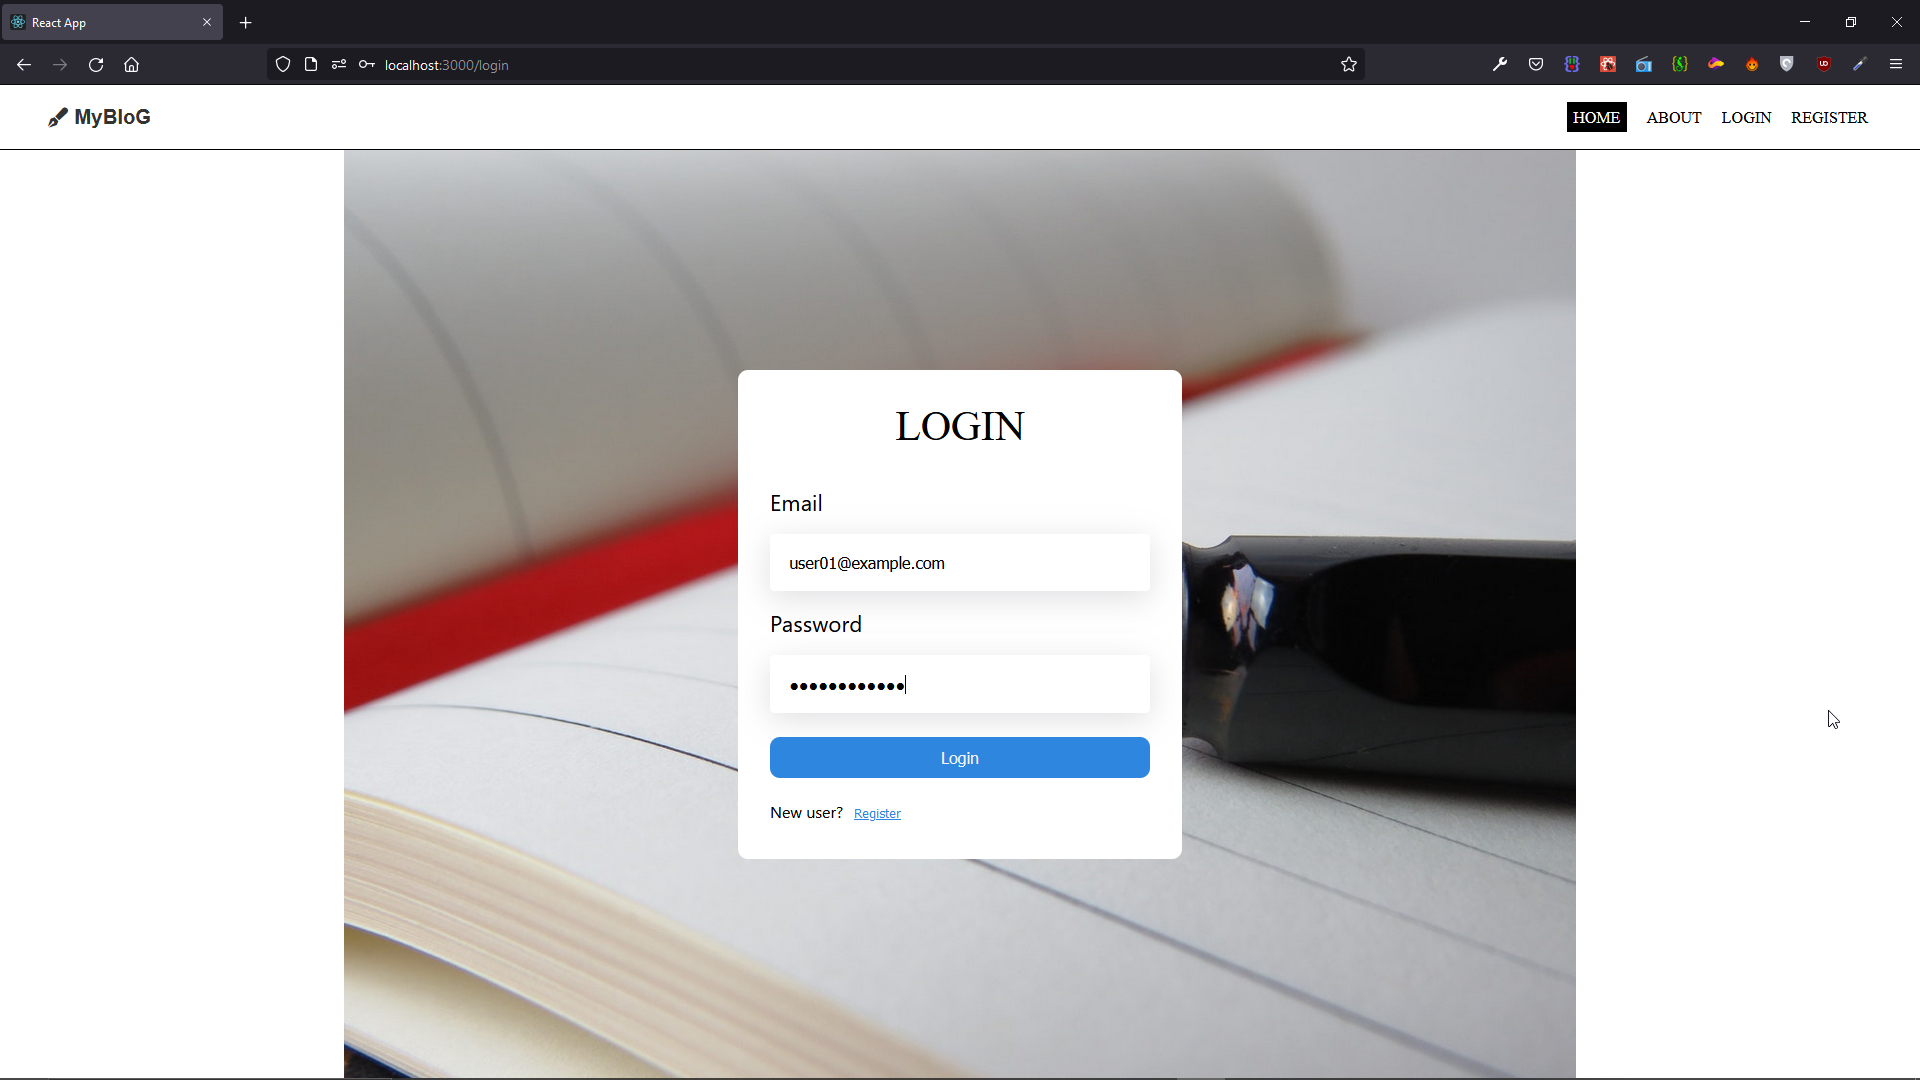 React App
localhost:3000/login
MyBloG
HOME ABOUT LOGIN REGISTER
LOGIN
Email
user01@example.com
Password
Login
New user? Register